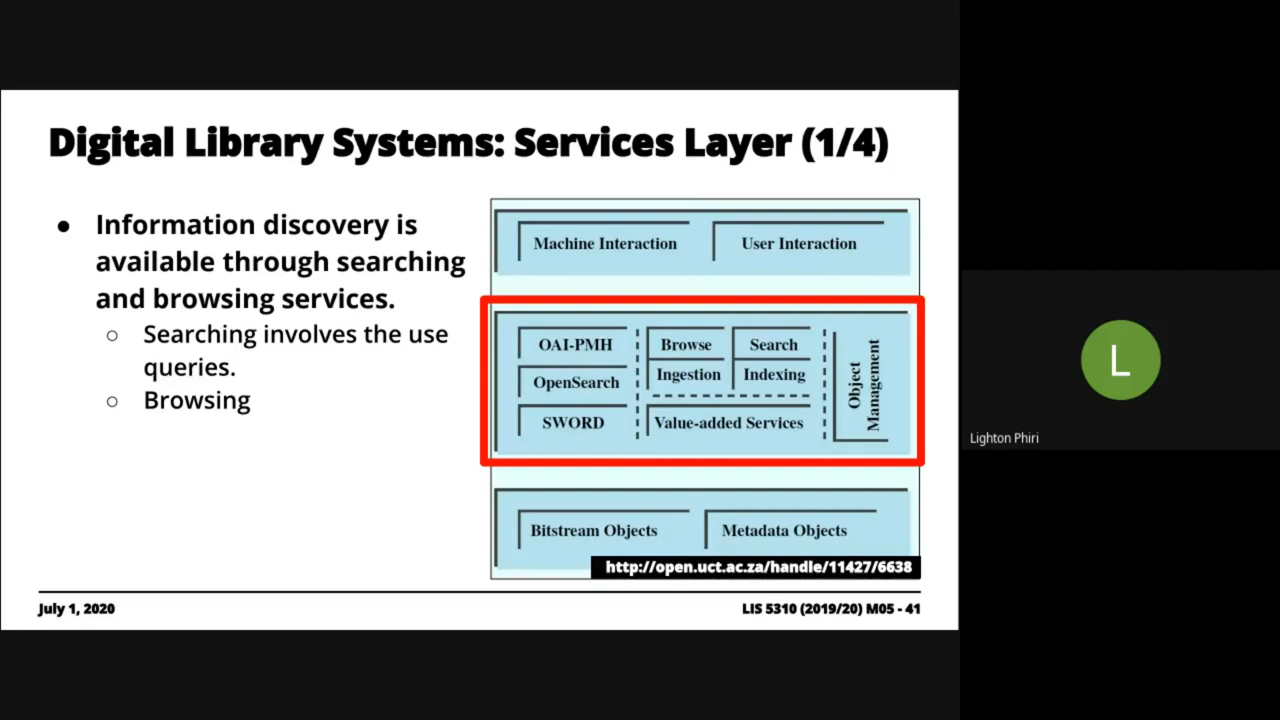 Digital Library Systems: Services Layer (1/4)
● Information discovery is
available through searching
and browsing services.
○ Searching involves the use
queries.
○ Browsing
Machine Interaction
User Interaction
OAI-PMH
OpenSearch
SWORD
Browse
Search
Ingestion
Indexing
Value-added Services
Object
Management
Bitstream Objects
Metadata Objects
http://open.uct.ac.za/handle/11427/6638
July 1, 2020
LIS 5310 (2019/20) M05 - 41
L
Lighton Phiri